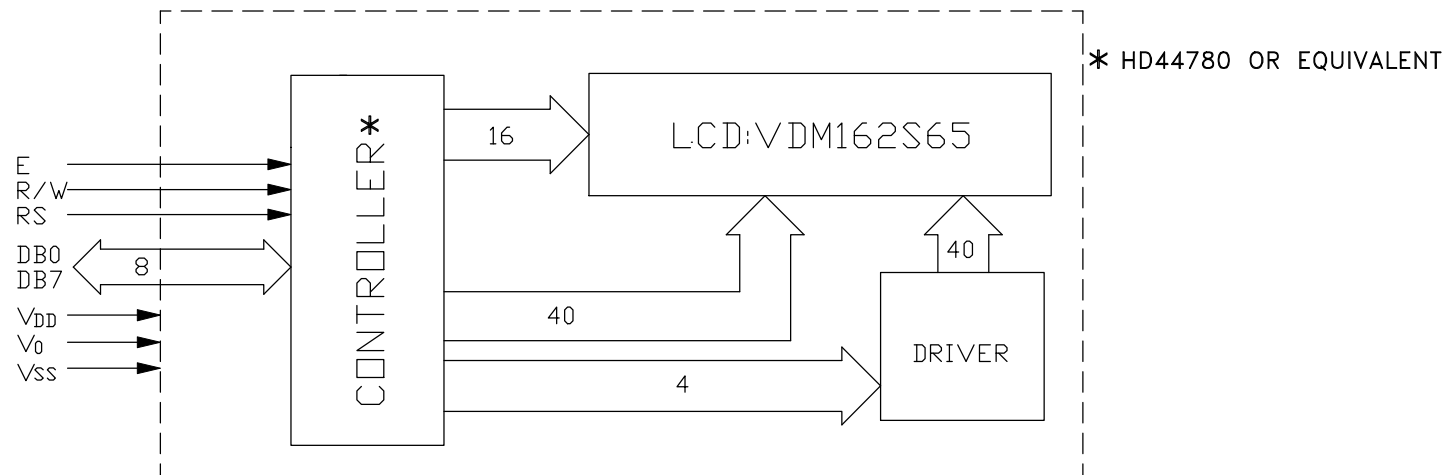 * HD44780 OR EQUIVALENT
LCD:VDM162S65
CONTROLLER*
16
E
R/W
RS
DB0
DB7
8
40
40
DRIVER
4
VDD
V0
VSS